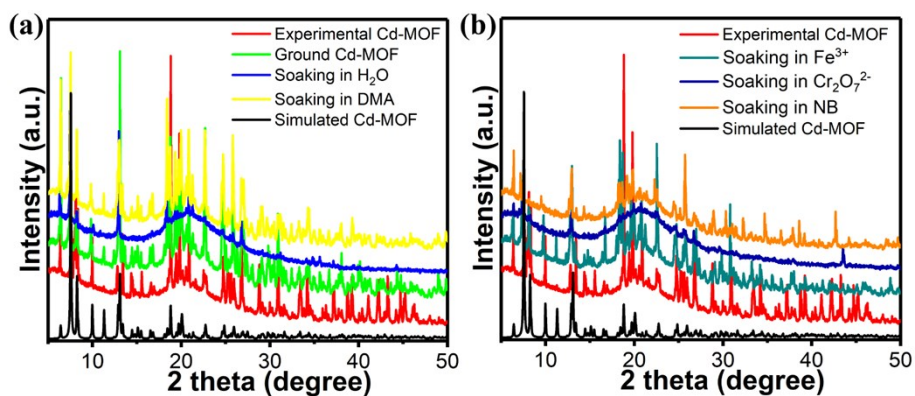 (a)
Experimental Cd-MOF
Ground Cd-MOF
Soaking in H₂O
Soaking in DMA
Simulated Cd-MOF
Intensity (a.u.)
10 20 30 40 50
2 theta (degree)
(b)
Experimental Cd-MOF
Soaking in Fe³⁺
Soaking in Cr₂O₇²⁻
Soaking in NB
Simulated Cd-MOF
Intensity (a.u.)
10 20 30 40 50
2 theta (degree)